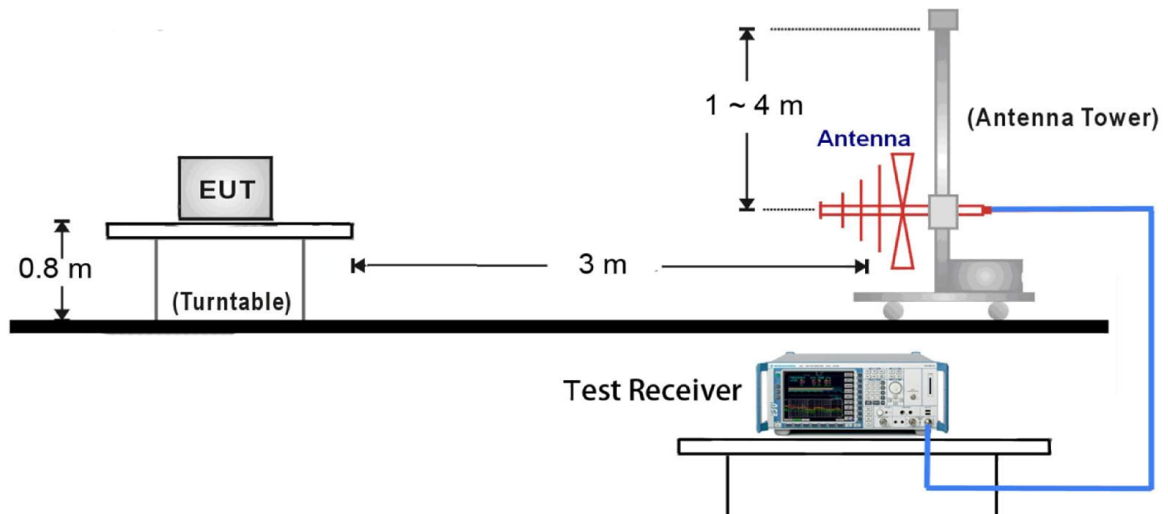 1 ~ 4 m
(Antenna Tower)
Antenna
EUT
0.8 m
3 m
(Turntable)
Test Receiver